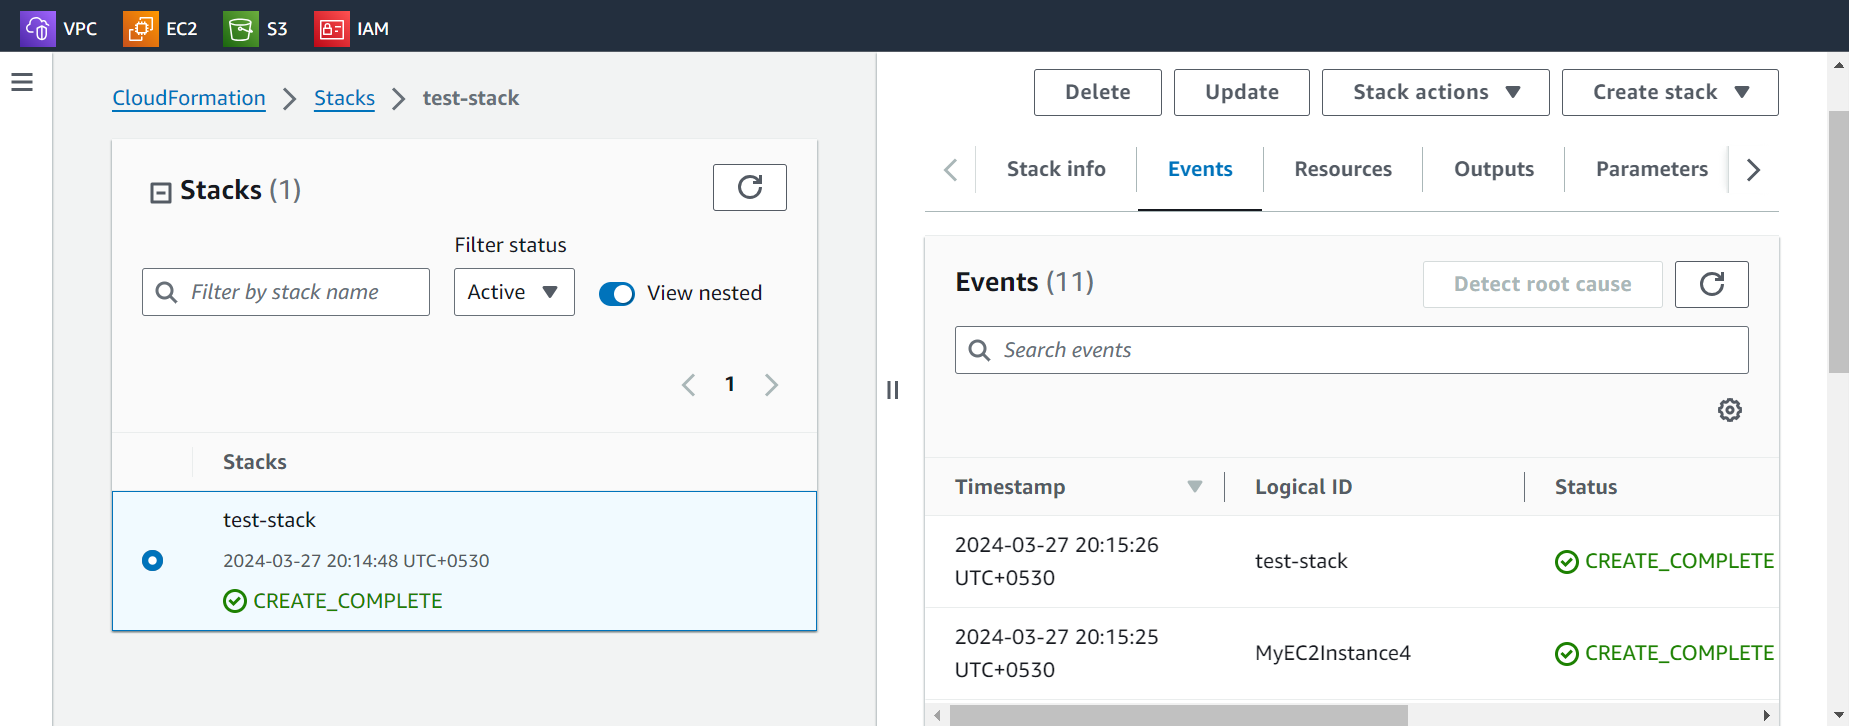 VPC EC2 S3 IAM
CloudFormation Stacks test-stack
Stacks (1)
Filter status
Filter by stack name Active View nested
1
Stacks
test-stack
2024-03-27 20:14:48 UTC+0530
CREATE_COMPLETE
Delete Update Stack actions Create stack
Stack info Events Resources Outputs Parameters
Events (11) Detect root cause
Search events
Timestamp Logical ID Status
2024-03-27 20:15:26
UTC+0530 test-stack CREATE_COMPLETE
2024-03-27 20:15:25
UTC+0530 MyEC2Instance4 CREATE_COMPLETE